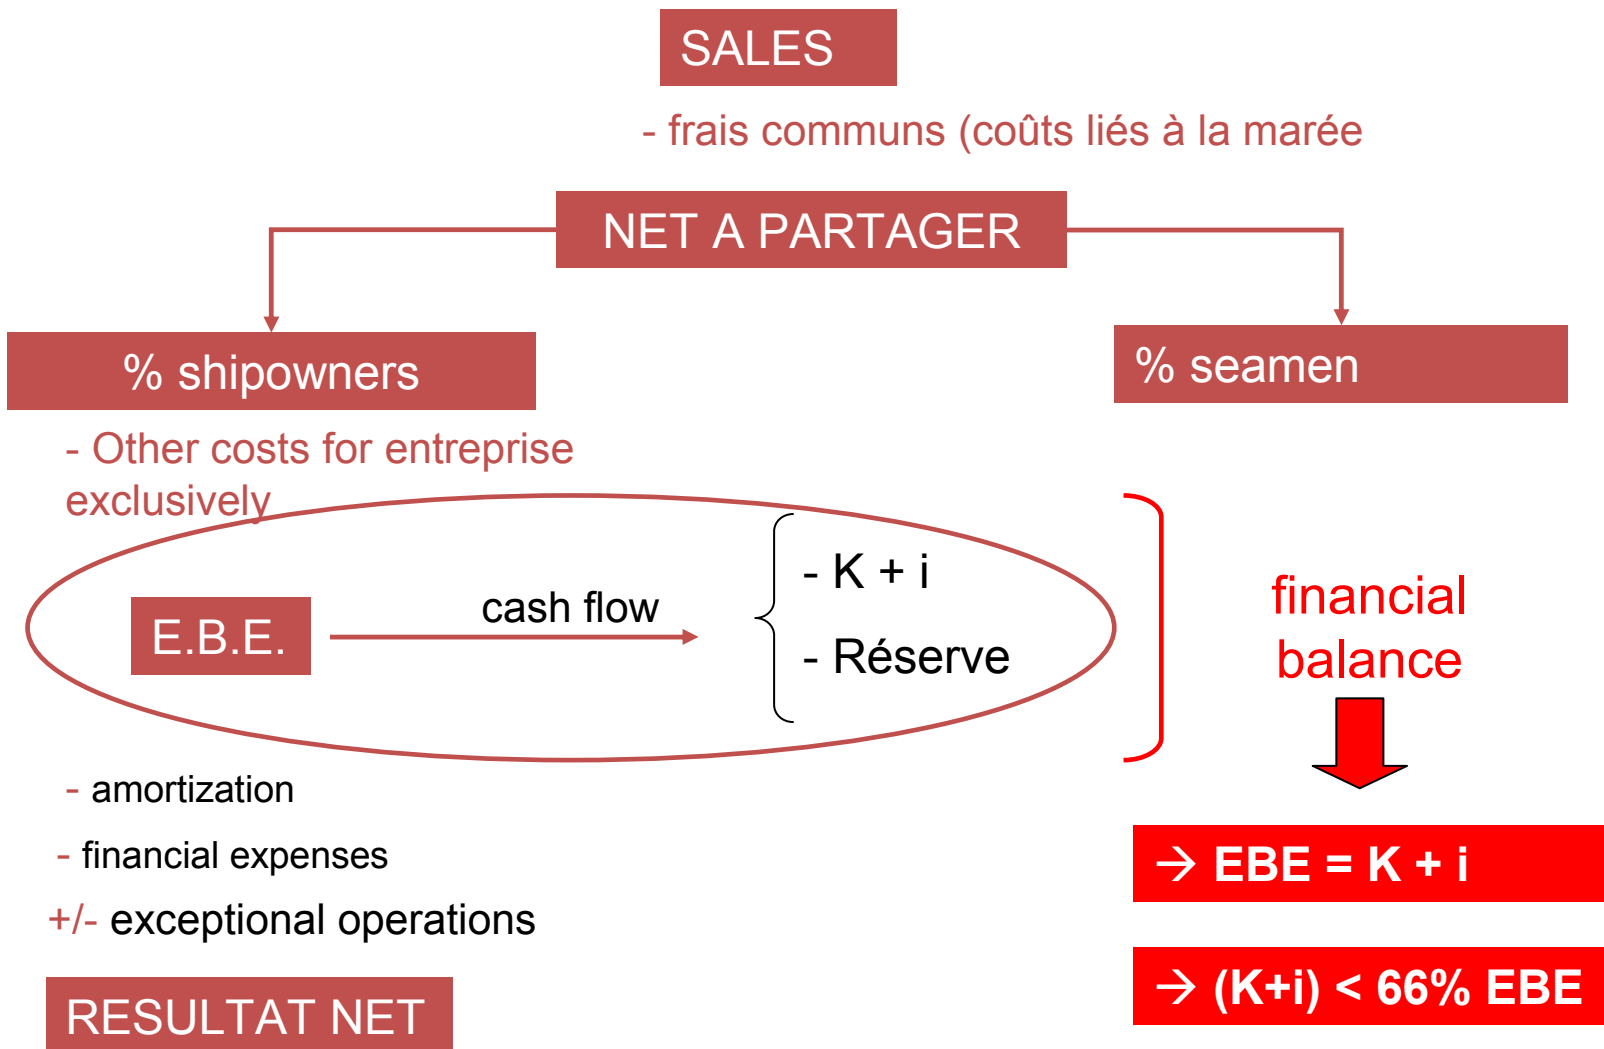 SALES
- frais communs (coûts liés à la marée
NET A PARTAGER
% shipowners
% seamen
- Other costs for entreprise
exclusively
E.B.E.
cash flow
- K + i
- Réserve
financial
balance
- amortization
- financial expenses
+/- exceptional operations
RESULTAT NET
→ EBE = K + i
→ (K+i) < 66% EBE